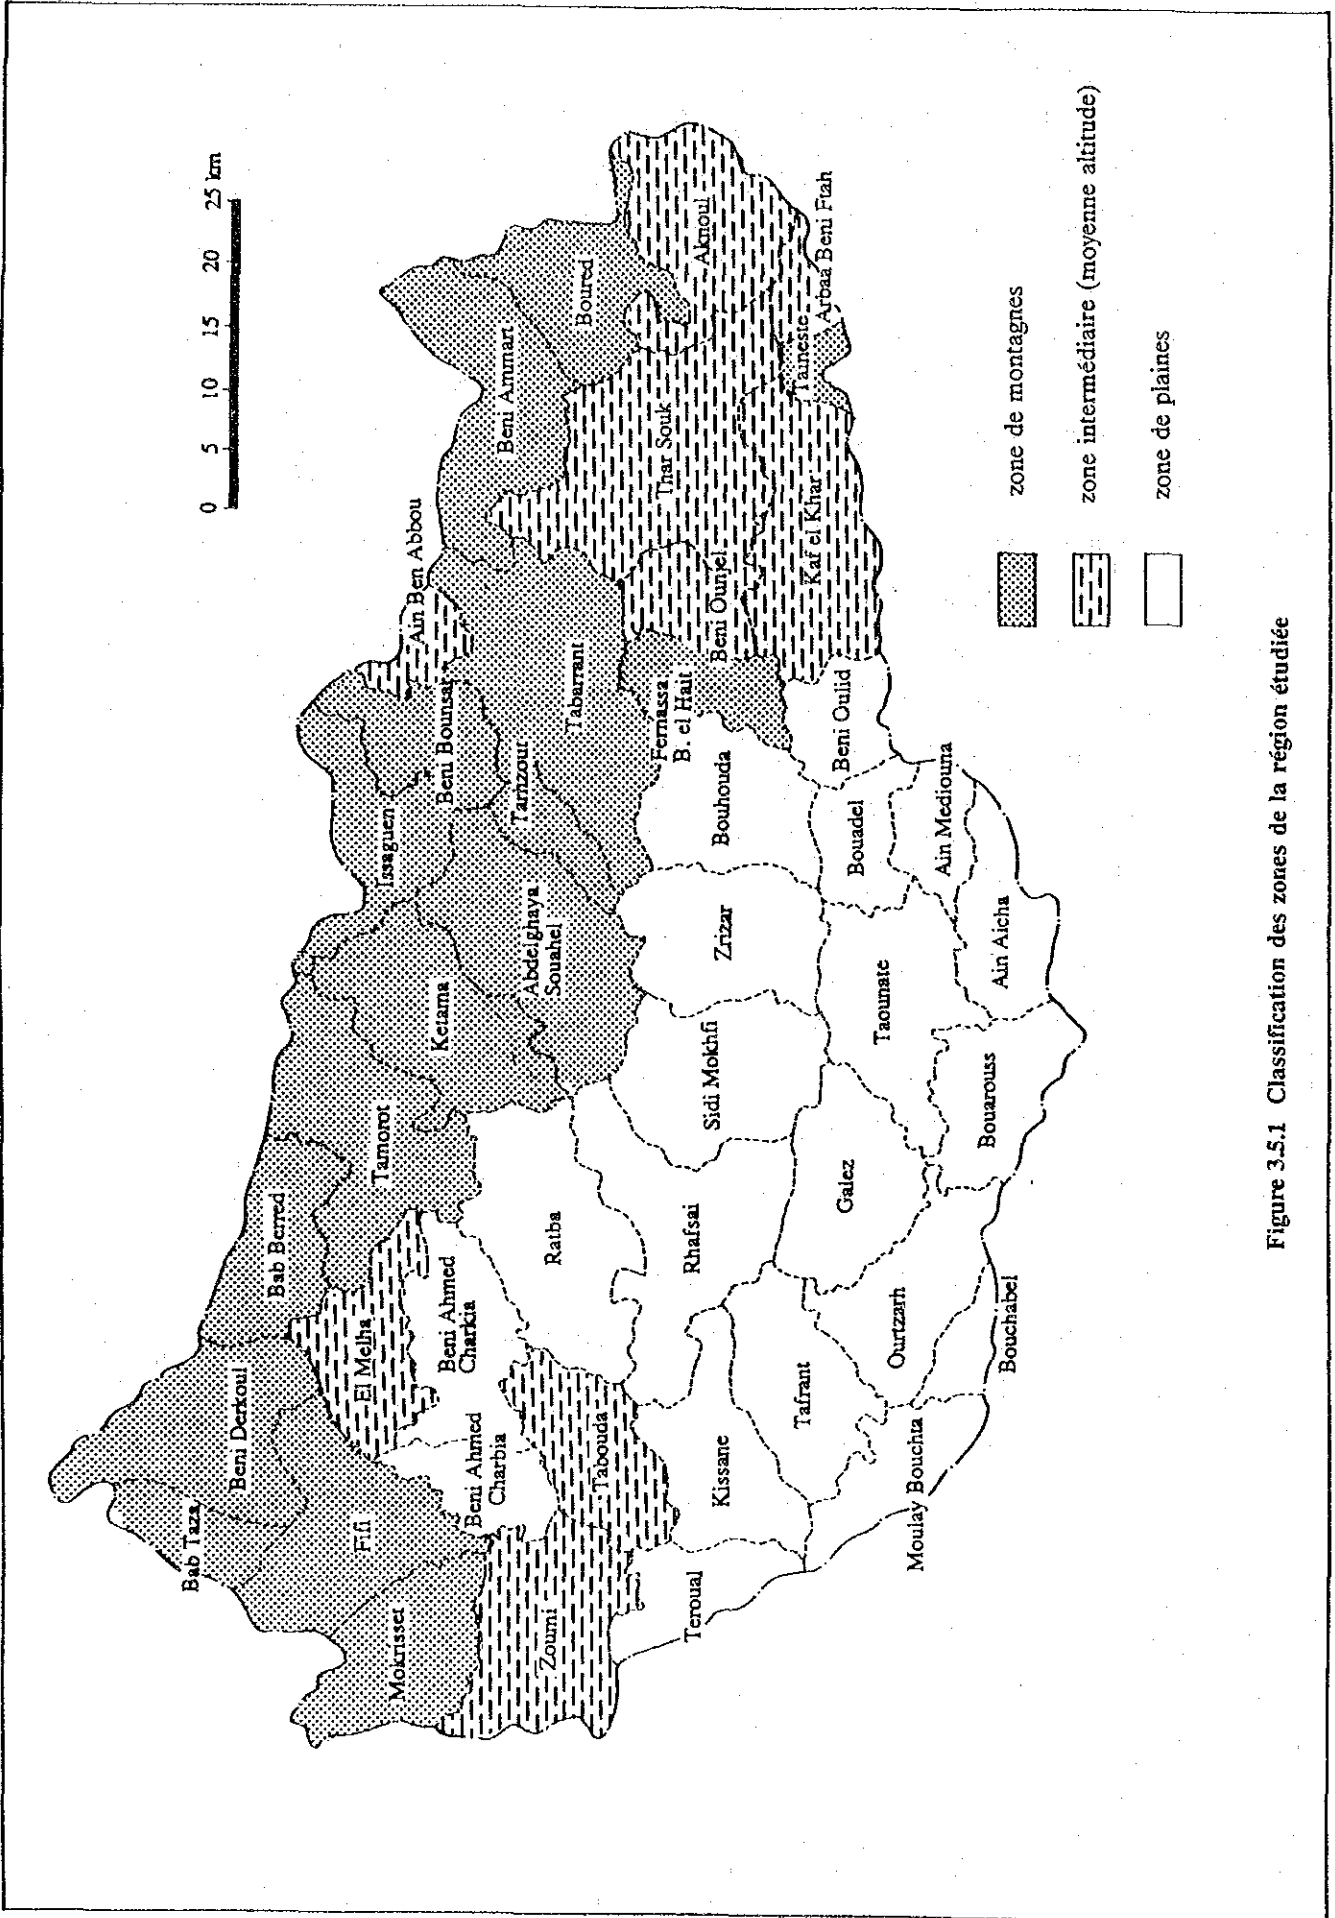 0 5 10 15 20 25 km
Bab Taza
Beni Derkoul
Bab Berred
Fifi
Mokrisset
El Melha
Tamorot
Ketama
Issaguen
Ain Ben Abbou
Beni Bounsar
Beni Ammart
Boured
Beni Ahmed
Charkia
Beni Ahmed
Charbia
Zoumi
Tabouda
Ratba
Abdelghaya
Souahel
Tamzour
Tabarrant
Thar Souk
Aknoul
Fernassa
B. el Hait
Beni Ounjel
Teroual
Kissane
Rhafsai
Sidi Mokhfi
Zrizar
Bouhouda
Kaf el Khar
Taineste
Arbaa Beni Ftah
Tafrant
Galez
Taounate
Bouadel
Beni Oulid
Moulay Bouchta
Ourtzarh
Bouchabel
Bouarouss
Ain Aicha
Ain Mediouna
zone de montagnes
zone intermédiaire (moyenne altitude)
zone de plaines
Figure 3.5.1 Classification des zones de la région étudiée